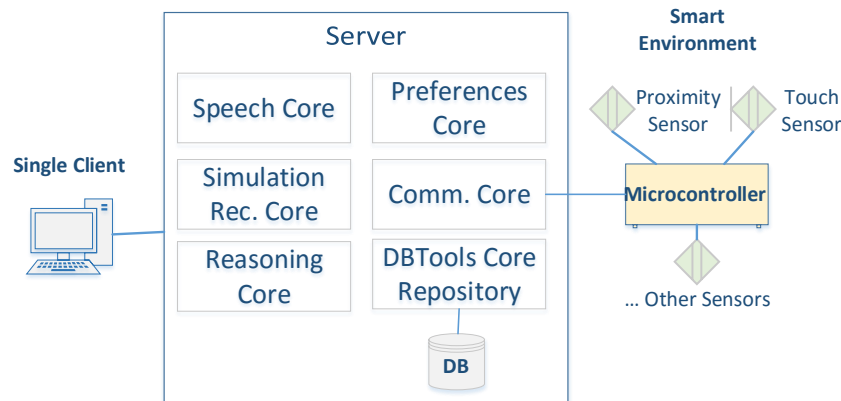 Server
Speech Core
Preferences
Core
Simulation
Rec. Core
Comm. Core
Reasoning
Core
DBTools Core
Repository
DB
Single Client
Smart
Environment
Proximity
Sensor
Touch
Sensor
Microcontroller
... Other Sensors